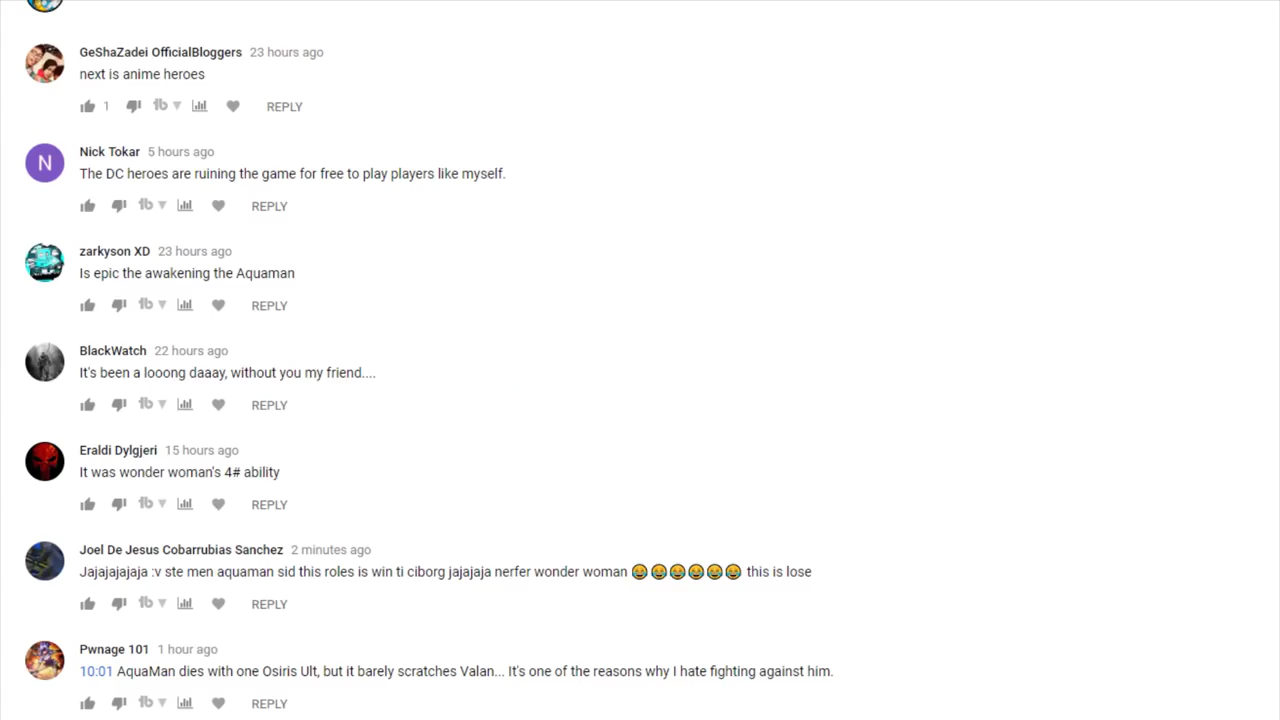 GeShaZadei OfficialBloggers 23 hours ago
next is anime heroes
1 REPLY
N
Nick Tokar 5 hours ago
The DC heroes are ruining the game for free to play players like myself.
REPLY
zarkyson XD 23 hours ago
Is epic the awakening the Aquaman
REPLY
BlackWatch 22 hours ago
It's been a looong daaay, without you my friend....
REPLY
Eraldi Dylgjeri 15 hours ago
It was wonder woman's 4# ability
REPLY
Joel De Jesus Cobarrubias Sanchez 2 minutes ago
Jajajajajaja :v ste men aquaman sid this roles is win ti ciborg jajajaja nerfer wonder woman 😂😂😂😂😂😂 this is lose
REPLY
Pwnage 101 1 hour ago
10:01 AquaMan dies with one Osiris Ult, but it barely scratches Valan... It's one of the reasons why I hate fighting against him.
REPLY